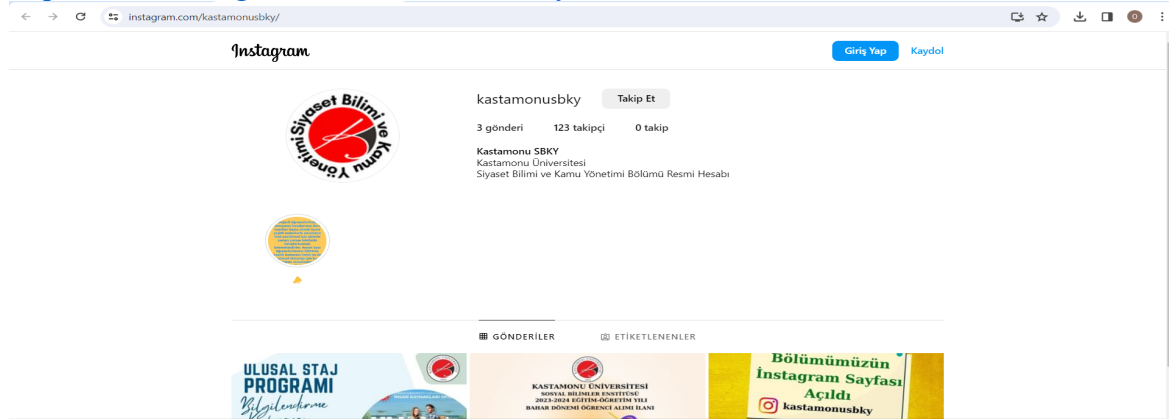 instagram.com/kastamonusbky/
Instagram
Giriş Yap
Kaydol
Siyaset Bilimi ve Kamu Yönetimi
kastamonusbky
Takip Et
3 gönderi 123 takipçi 0 takip
Kastamonu SBKY
Kastamonu Üniversitesi
Siyaset Bilimi ve Kamu Yönetimi Bölümü Resmi Hesabı
GÖNDERİLER
ETİKETLENENLER
ULUSAL STAJ
PROGRAMI
Bilgilendirme
KASTAMONU ÜNİVERSİTESİ
SOSYAL BİLİMLER ENSTİTÜSÜ
2023-2024 EĞİTİM-ÖĞRETİM YILI
BAHAR DÖNEMİ ÖĞRENCİ ALIMI İLANI
Bölümümüzün
İnstagram Sayfası
Açıldı
kastamonusbky